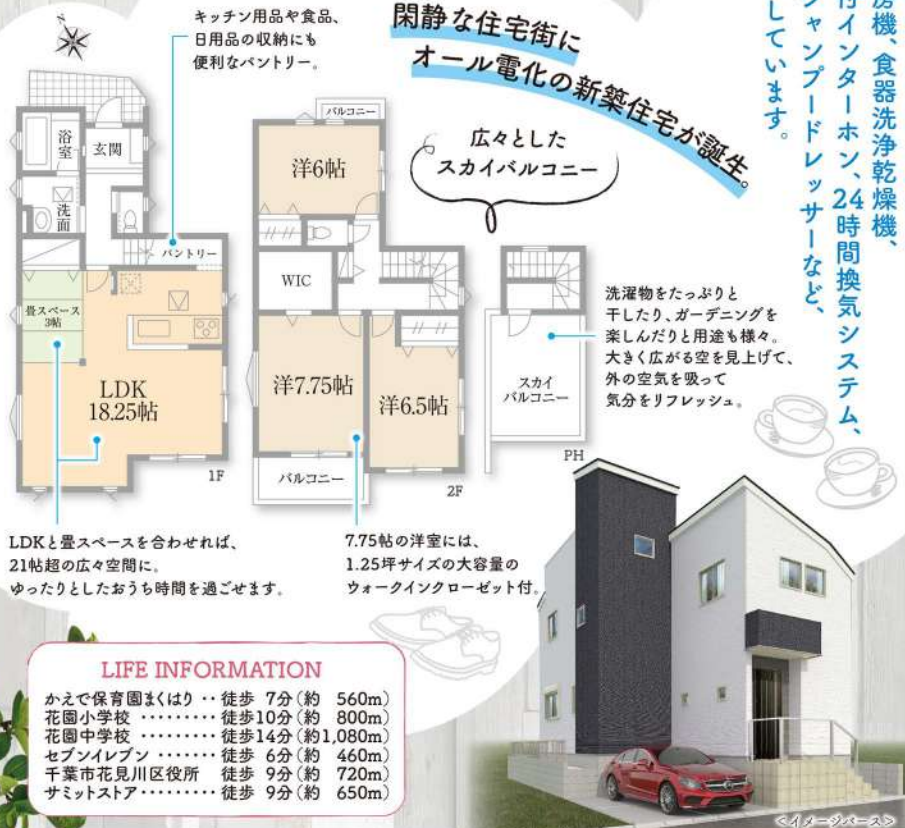 閑静な住宅街に
オール電化の新築住宅が誕生。
房機、食器洗浄乾燥機、
付インターホン、24時間換気システム、
シャンプードレッサーなど、
しています。
キッチン用品や食品、
日用品の収納にも
便利なパントリー。
広々とした
スカイバルコニー
N
浴室
玄関
洗面
パントリー
畳スペース
3帖
LDK
18.25帖
1F
バルコニー
洋6帖
WIC
洋7.75帖
洋6.5帖
バルコニー
2F
スカイ
バルコニー
PH
洗濯物をたっぷりと
干したり、ガーデニングを
楽しんだりと用途も様々。
大きく広がる空を見上げて、
外の空気を吸って
気分をリフレッシュ。
LDKと畳スペースを合わせれば、
21帖超の広々空間に。
ゆったりとしたおうち時間を過ごせます。
7.75帖の洋室には、
1.25坪サイズの大容量の
ウォークインクローゼット付。
LIFE INFORMATION
かえで保育園まくはり ‥ 徒歩 7分(約 560m)
花園小学校 ‥‥‥‥ 徒歩10分(約 800m)
花園中学校 ‥‥‥‥ 徒歩14分(約1,080m)
セブンイレブン ‥‥‥ 徒歩 6分(約 460m)
千葉市花見川区役所 徒歩 9分(約 720m)
サミットストア‥‥‥‥ 徒歩 9分(約 650m)
<イメージパース>